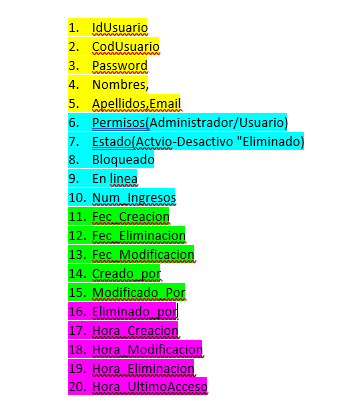 1. IdUsuario
2. CodUsuario
3. Password
4. Nombres,
5. Apellidos,Email
6. Permisos(Administrador/Usuario)
7. Estado(Actvio-Desactivo "Eliminado)
8. Bloqueado
9. En linea
10. Num_Ingresos
11. Fec_Creacion
12. Fec_Eliminacion
13. Fec_Modificacion
14. Creado_por
15. Modificado_Por
16. Eliminado_por
17. Hora_Creacion
18. Hora_Modificacion
19. Hora_Eliminacion
20. Hora_UltimoAcceso